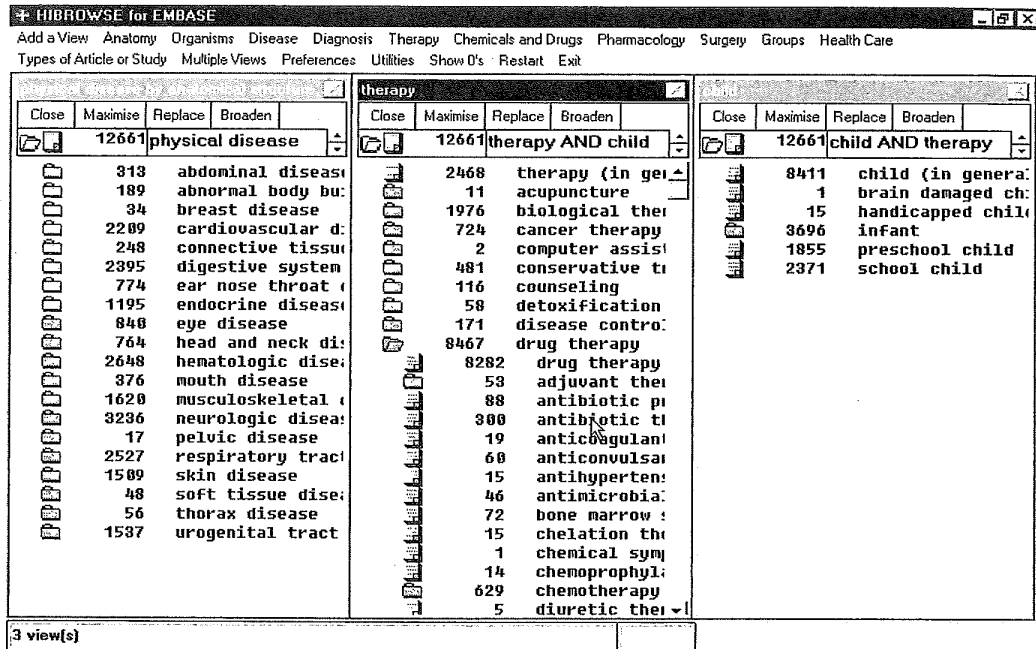 HIBROWSE for EMBASE
Add a View Anatomy Organisms Disease Diagnosis Therapy Chemicals and Drugs Pharmacology Surgery Groups Health Care
Types of Article or Study Multiple Views Preferences Utilities Show 0's Restart Exit
Close Maximise Replace Broaden
12661 physical disease
313 abdominal diseas
189 abnormal body bu
34 breast disease
2209 cardiovascular d
248 connective tissu
2395 digestive system
774 ear nose throat
1195 endocrine diseas
840 eye disease
764 head and neck di
2648 hematologic dise
376 mouth disease
1620 musculoskeletal
3236 neurologic diseas
17 pelvic disease
2527 respiratory tract
1509 skin disease
48 soft tissue dise
56 thorax disease
1537 urogenital tract
therapy
Close Maximise Replace Broaden
12661 therapy AND child
2468 therapy (in ge
11 acupuncture
1976 biological the
724 cancer therapy
2 computer assist
481 conservative t
116 counseling
58 detoxification
171 disease contro
8467 drug therapy
8282 drug therapy
53 adjuvant the
88 antibiotic p
300 antibiotic t
19 anticoagulant
60 anticonvulsa
15 antihyperten
46 antimicrobia
72 bone marrow
15 chelation th
1 chemical sym
14 chemoprophyl
629 chemotherapy
5 diuretic the
child
Close Maximise Replace Broaden
12661 child AND therapy
8411 child (in genera
1 brain damaged ch
15 handicapped chil
3696 infant
1855 preschool child
2371 school child
3 view(s)